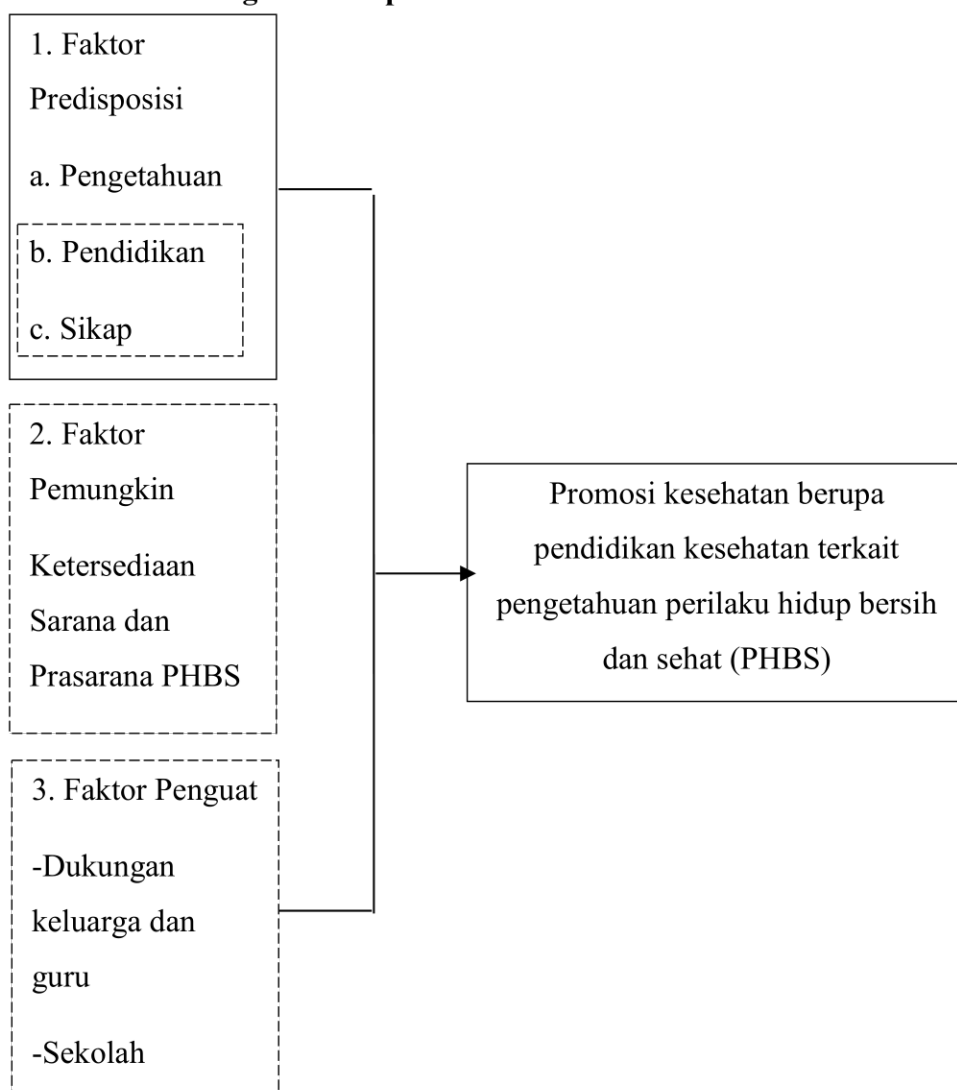 1. Faktor
Predisposisi
a. Pengetahuan
b. Pendidikan
c. Sikap
2. Faktor
Pemungkin
Ketersediaan
Sarana dan
Prasarana PHBS
3. Faktor Penguat
-Dukungan
keluarga dan
guru
-Sekolah
Promosi kesehatan berupa
pendidikan kesehatan terkait
pengetahuan perilaku hidup bersih
dan sehat (PHBS)